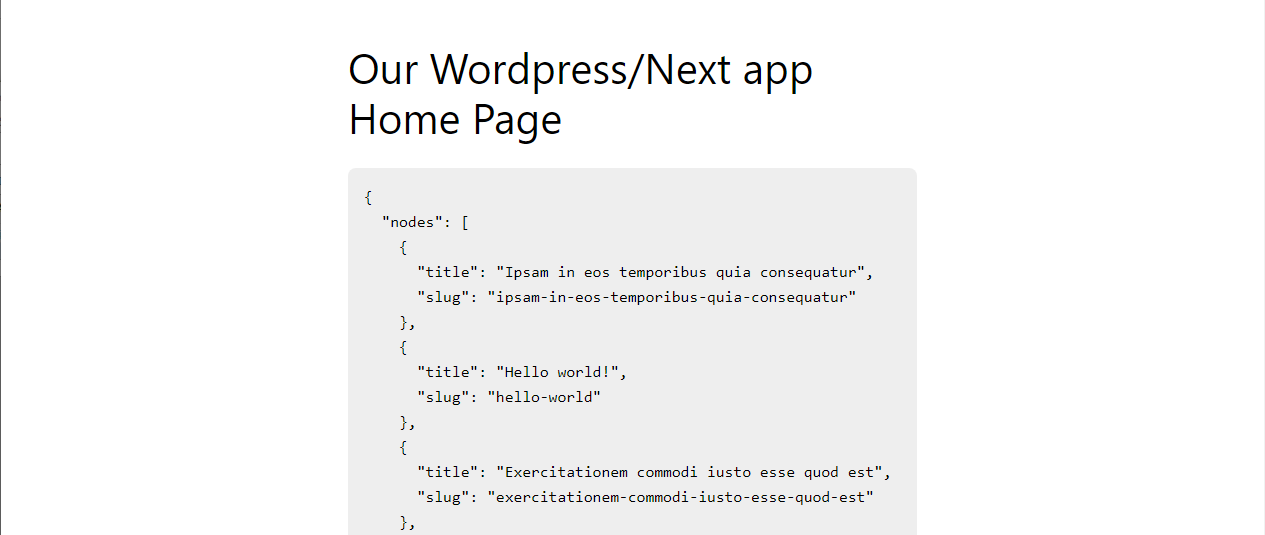 Our Wordpress/Next app
Home Page
{
"nodes": [
{
"title": "Ipsam in eos temporibus quia consequatur",
"slug": "ipsam-in-eos-temporibus-quia-consequatur"
},
{
"title": "Hello world!",
"slug": "hello-world"
},
{
"title": "Exercitationem commodi iusto esse quod est",
"slug": "exercitationem-commodi-iusto-esse-quod-est"
},